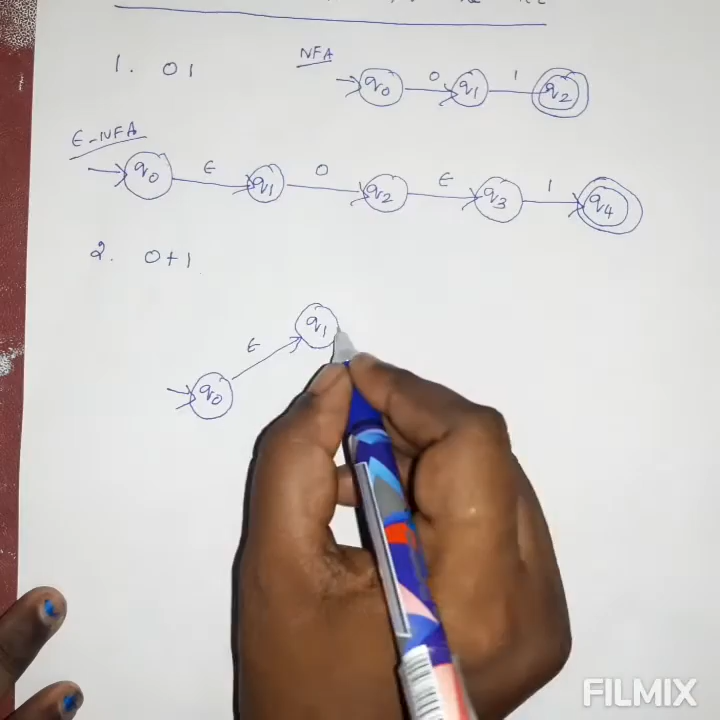 1. 01
NFA
q0 0 q1 1 q2
ε-NFA
q0 ε q1 0 q2 ε q3 1 q4
2. 0+1
ε q1
q0
FILMIX